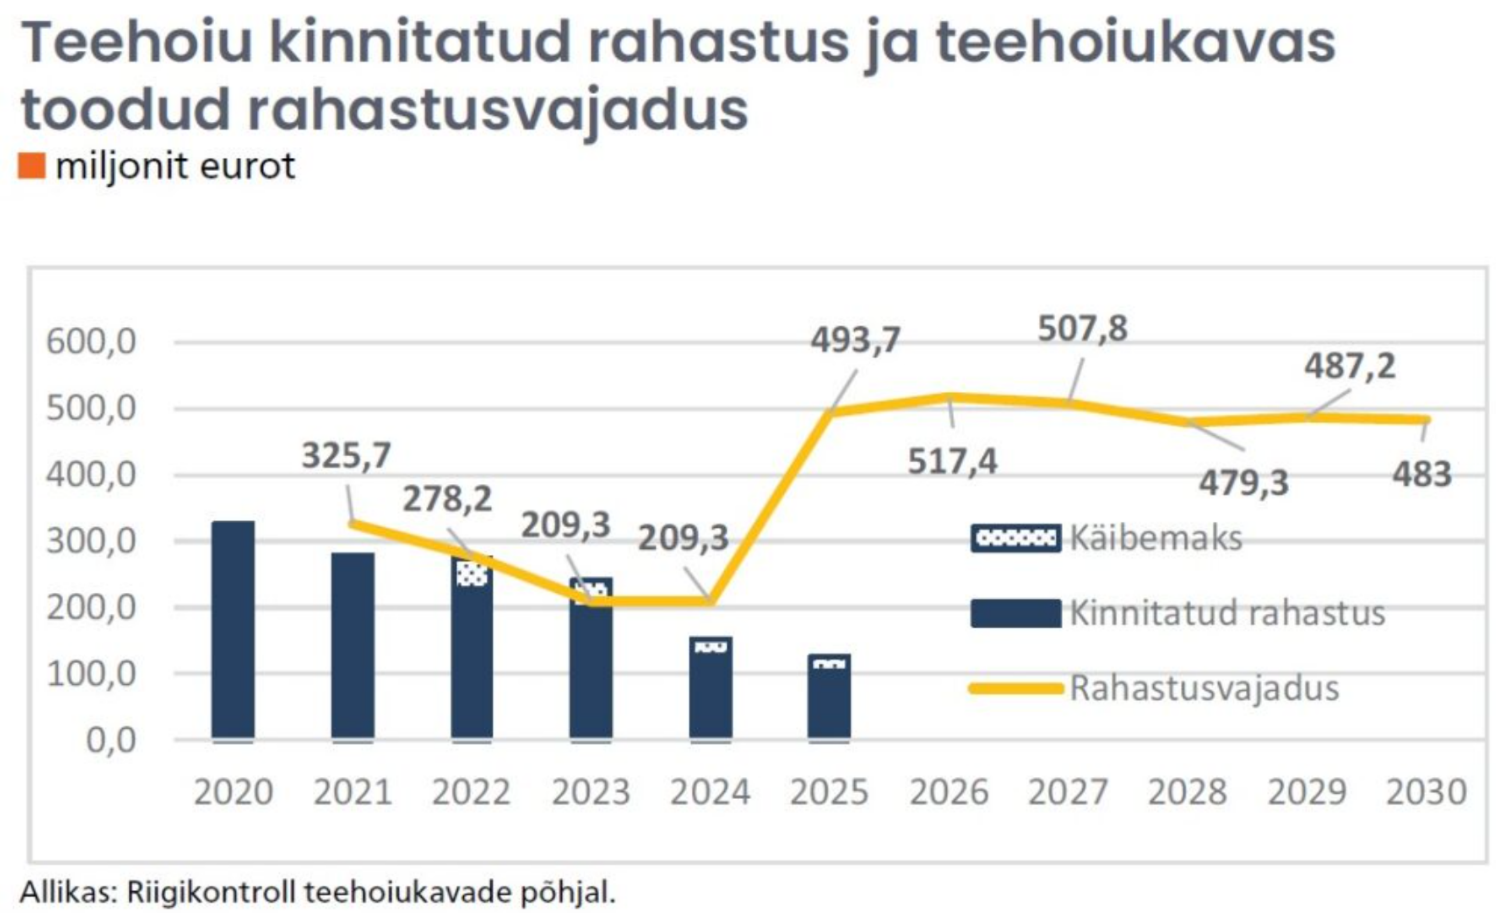 Teehoiu kinnitatud rahastus ja teehoiukavas
toodud rahastusvajadus
miljonit eurot
600,0
500,0
400,0
300,0
200,0
100,0
0,0
325,7
278,2
209,3
209,3
493,7
517,4
507,8
479,3
487,2
483
Käibemaks
Kinnitatud rahastus
Rahastusvajadus
2020 2021 2022 2023 2024 2025 2026 2027 2028 2029 2030
Allikas: Riigikontroll teehoiukavade põhjal.